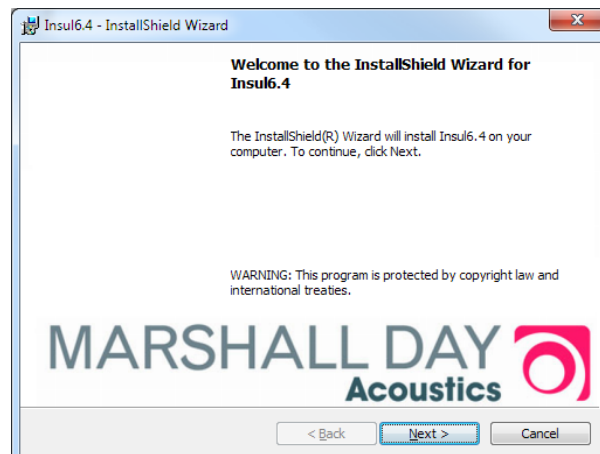 Insul6.4 - InstallShield Wizard
Welcome to the InstallShield Wizard for
Insul6.4
The InstallShield(R) Wizard will install Insul6.4 on your
computer. To continue, click Next.
WARNING: This program is protected by copyright law and
international treaties.
MARSHALL DAY
Acoustics
< Back
Next >
Cancel